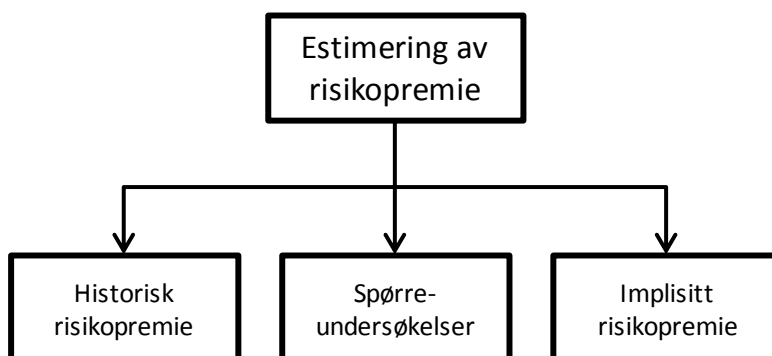 Estimering av
risikopremie
Historisk
risikopremie
Spørre-
undersøkelser
Implisitt
risikopremie